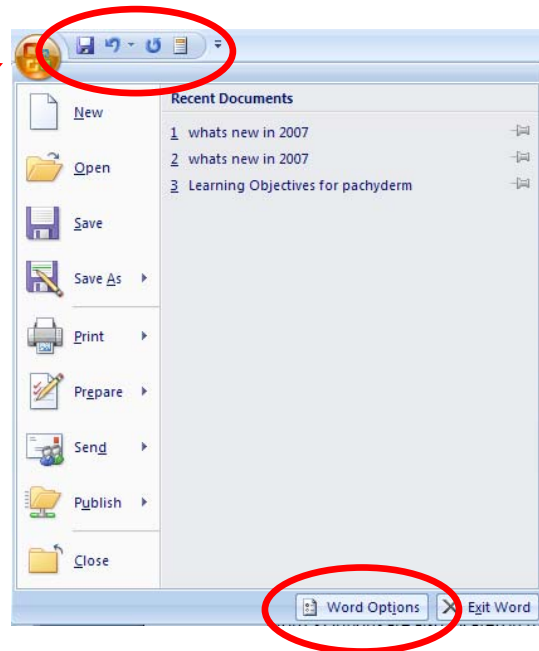 Recent Documents
New
1 whats new in 2007
2 whats new in 2007
Open
3 Learning Objectives for pachyderm
Save
Save As
Print
Prepare
Send
Publish
Close
Word Options
Exit Word